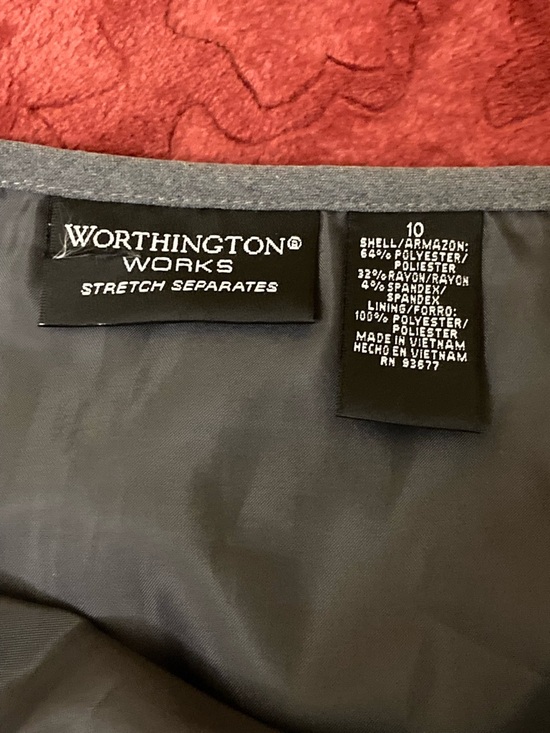 WORTHINGTON®
WORKS
STRETCH SEPARATES
10
SHELL/ARMAZON:
64% POLYESTER/
POLIESTER
32% RAYON/RAYON
4% SPANDEX/
SPANDEX
LINING/FORRO:
100% POLYESTER/
POLIESTER
MADE IN VIETNAM
HECHO EN VIETNAM
RN 93677